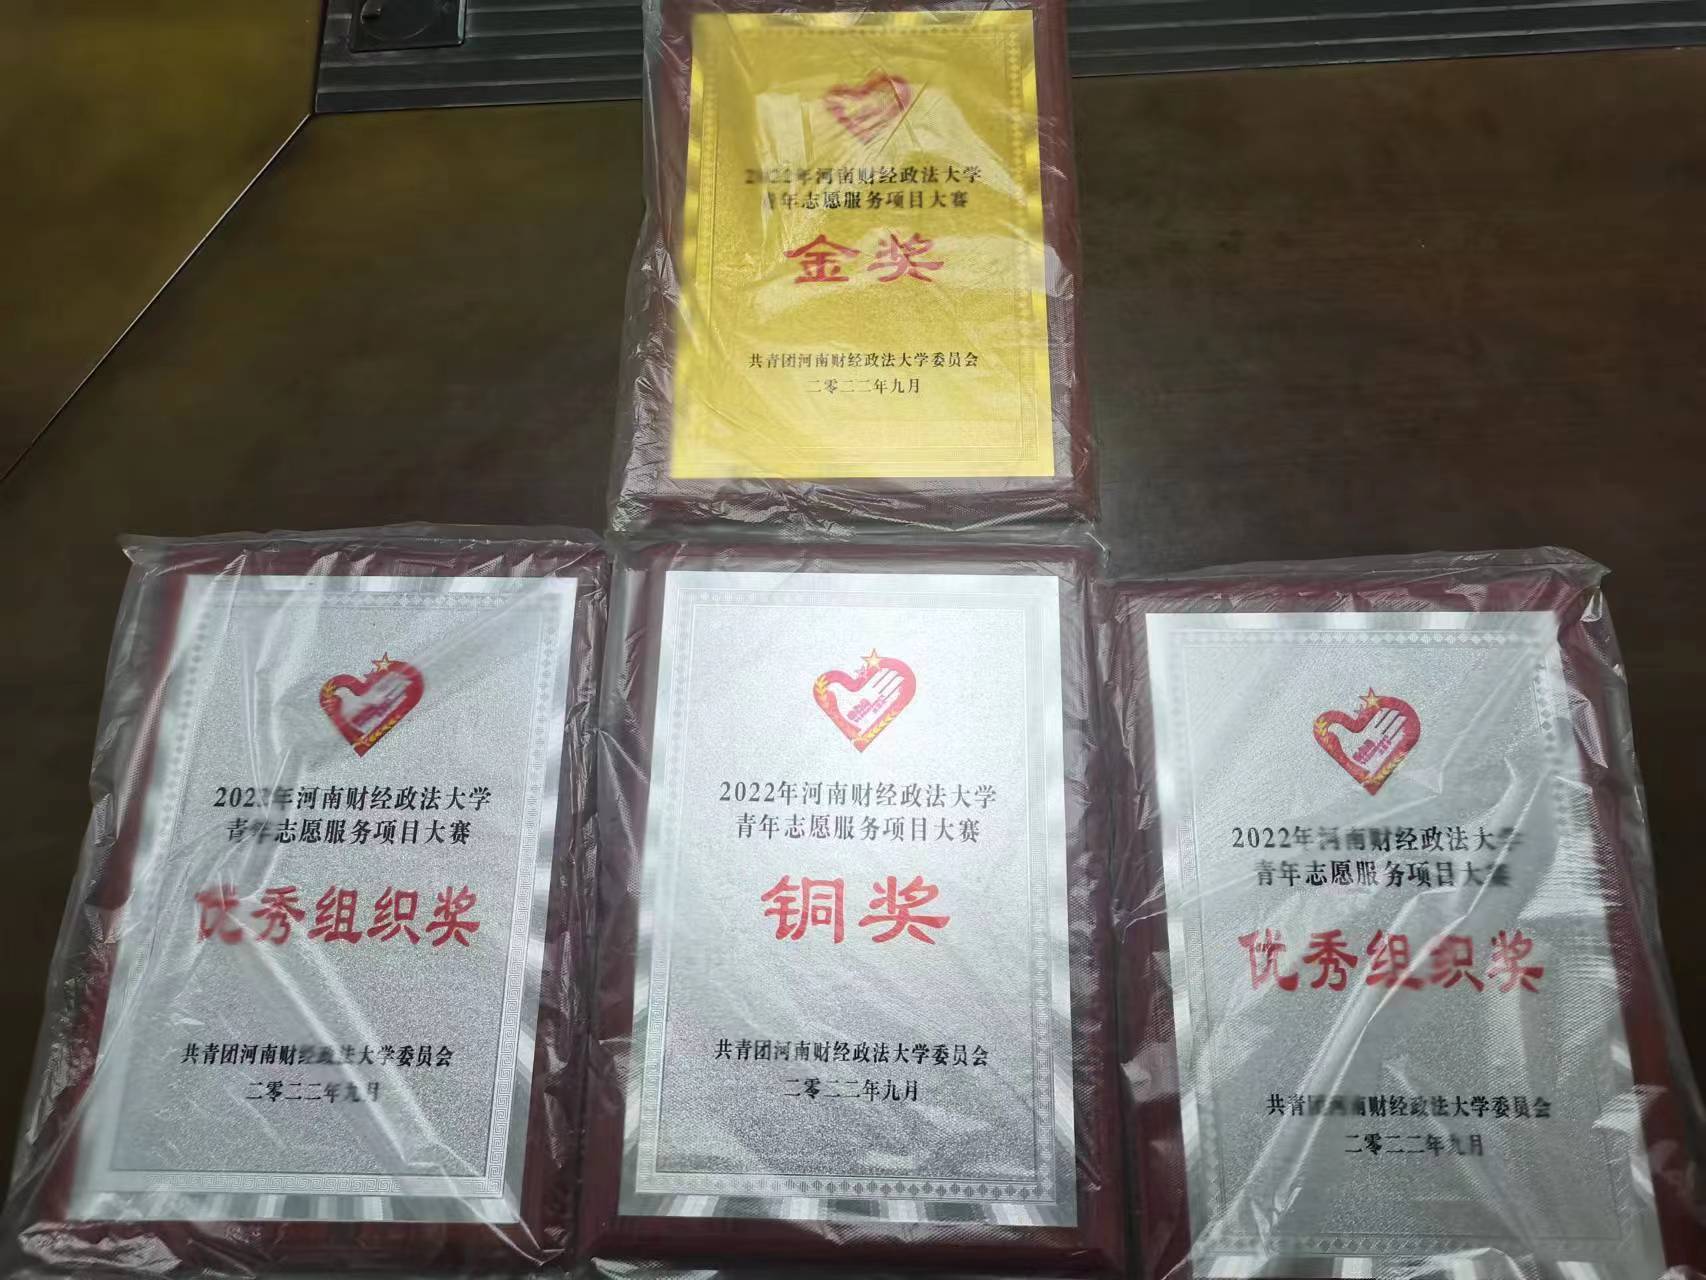 2022年河南财经政法大学
青年志愿服务项目大赛
金奖
共青团河南财经政法大学委员会
二零二二年九月
2022年河南财经政法大学
青年志愿服务项目大赛
优秀组织奖
共青团河南财经政法大学委员会
二零二二年九月
2022年河南财经政法大学
青年志愿服务项目大赛
铜奖
共青团河南财经政法大学委员会
二零二二年九月
2022年河南财经政法大学
青年志愿服务项目大赛
优秀组织奖
共青团河南财经政法大学委员会
二零二二年九月